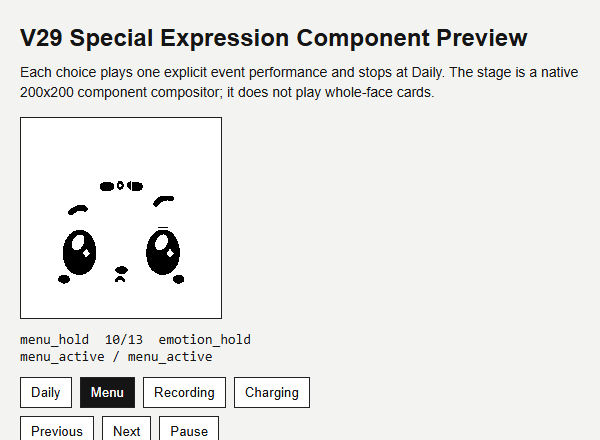 V29 Special Expression Component Preview
Each choice plays one explicit event performance and stops at Daily. The stage is a native
200x200 component compositor; it does not play whole-face cards.
menu_hold 10/13 emotion_hold
menu_active / menu_active
Daily Menu Recording Charging
Previous Next Pause